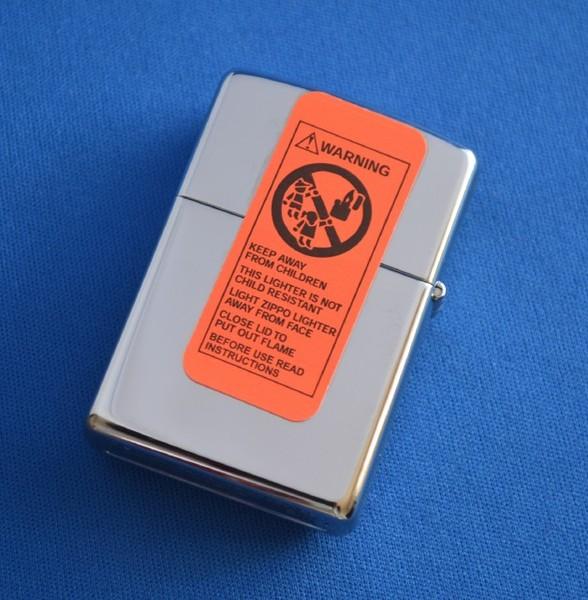 WARNING
KEEP AWAY
FROM CHILDREN
THIS LIGHTER IS NOT
CHILD RESISTANT
LIGHT ZIPPO LIGHTER
AWAY FROM FACE
CLOSE LID TO
PUT OUT FLAME
BEFORE USE READ
INSTRUCTIONS